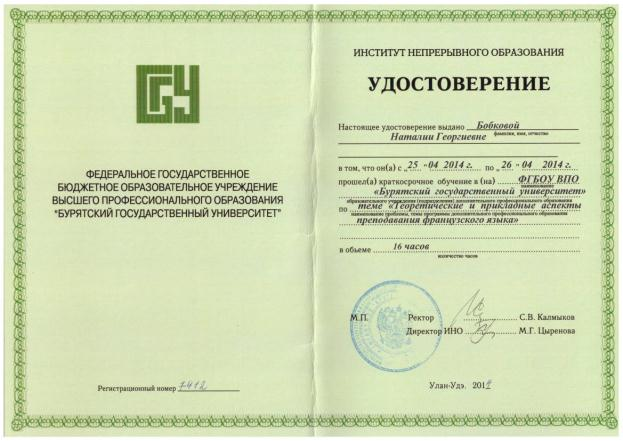 БГУ
ФЕДЕРАЛЬНОЕ ГОСУДАРСТВЕННОЕ
БЮДЖЕТНОЕ ОБРАЗОВАТЕЛЬНОЕ УЧРЕЖДЕНИЕ
ВЫСШЕГО ПРОФЕССИОНАЛЬНОГО ОБРАЗОВАНИЯ
"БУРЯТСКИЙ ГОСУДАРСТВЕННЫЙ УНИВЕРСИТЕТ"
Регистрационный номер 7412
ИНСТИТУТ НЕПРЕРЫВНОГО ОБРАЗОВАНИЯ
УДОСТОВЕРЕНИЕ
Настоящее удостоверение выдано Бобковой
фамилия, имя, отчество
Наталии Георгиевне
в том, что он(а) с „25 „04 2014 г. по „26 „04 2014 г.
прошел(а) краткосрочное обучение в (на) ФГБОУ ВПО
наименование
«Бурятский государственный университет»
образовательного учреждения (подразделения) дополнительного профессионального образования
по теме «Теоретические и прикладные аспекты
наименование проблемы, темы программы дополнительного профессионального образования
преподавания французского языка»
в объеме 16 часов
количество часов
М.П. Ректор С.В. Калмыков
Директор ИНО М.Г. Цыренова
Улан-Удэ, 2014